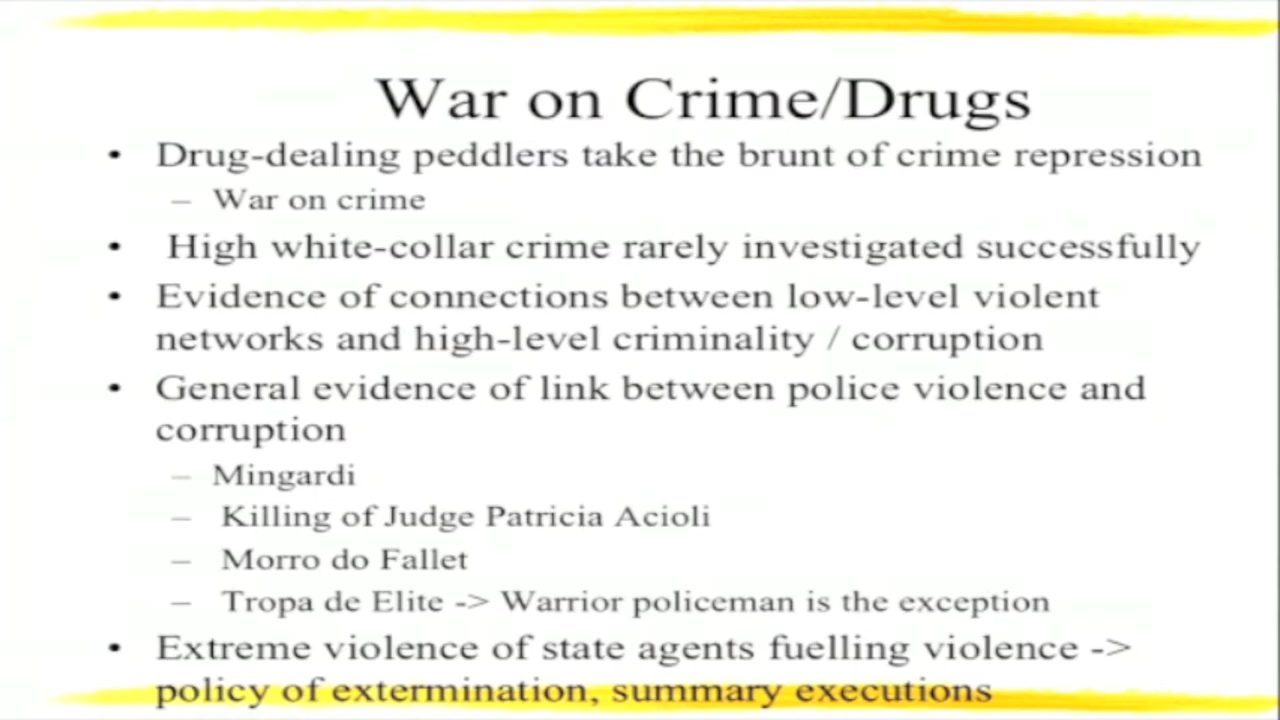 War on Crime/Drugs
• Drug-dealing peddlers take the brunt of crime repression
– War on crime
• High white-collar crime rarely investigated successfully
• Evidence of connections between low-level violent
networks and high-level criminality / corruption
• General evidence of link between police violence and
corruption
– Mingardi
– Killing of Judge Patricia Acioli
– Morro do Fallet
– Tropa de Elite -> Warrior policeman is the exception
• Extreme violence of state agents fuelling violence ->
policy of extermination, summary executions